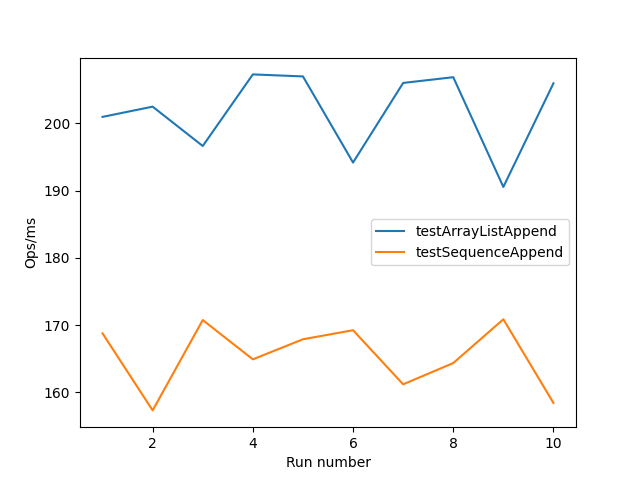 200
190
180
170
160
Ops/ms
testArrayListAppend
testSequenceAppend
2 4 6 8 10
Run number